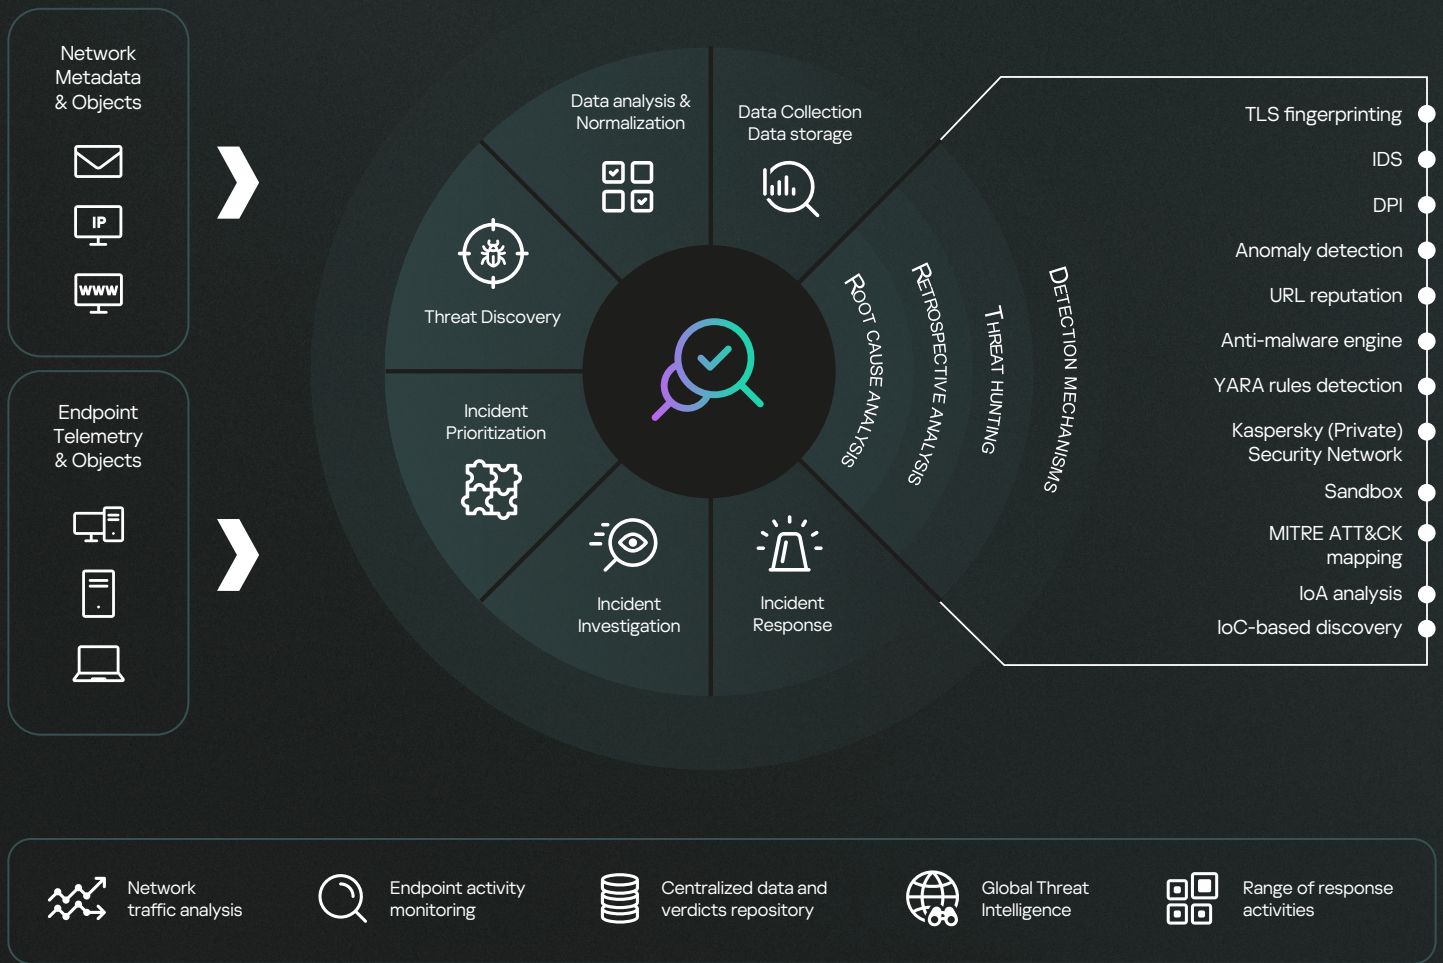 Network
Metadata
& Objects
IP
WWW
Endpoint
Telemetry
& Objects
Data analysis &
Normalization
Data Collection
Data storage
Threat Discovery
Incident
Prioritization
Incident
Investigation
Incident
Response
ROOT CAUSE ANALYSIS
RETROSPECTIVE ANALYSIS
THREAT HUNTING
DETECTION MECHANISMS
TLS fingerprinting
IDS
DPI
Anomaly detection
URL reputation
Anti-malware engine
YARA rules detection
Kaspersky (Private)
Security Network
Sandbox
MITRE ATT&CK
mapping
IoA analysis
IoC-based discovery
Network
traffic analysis
Endpoint activity
monitoring
Centralized data and
verdicts repository
Global Threat
Intelligence
Range of response
activities